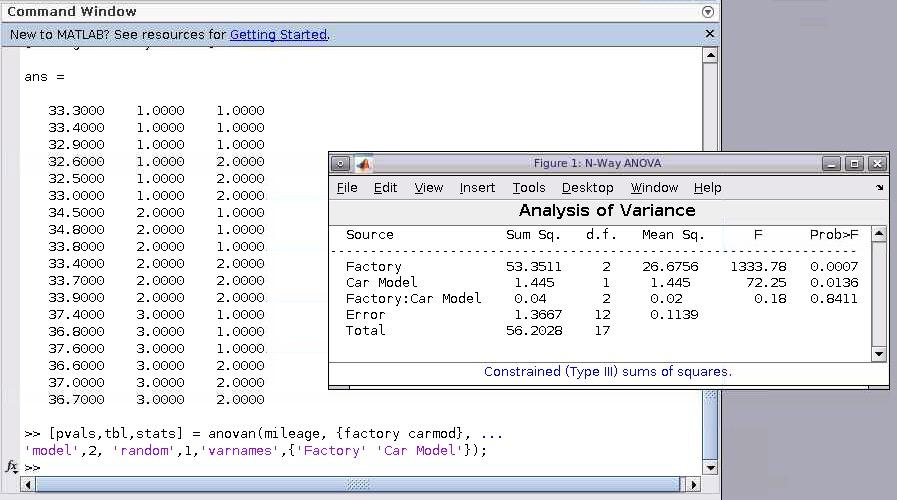 Command Window
New to MATLAB? See resources for Getting Started.
ans =
33.3000 1.0000 1.0000
33.4000 1.0000 1.0000
32.9000 1.0000 1.0000
32.6000 1.0000 2.0000
32.5000 1.0000 2.0000
33.0000 1.0000 2.0000
34.5000 2.0000 1.0000
34.8000 2.0000 1.0000
33.8000 2.0000 1.0000
33.4000 2.0000 2.0000
33.7000 2.0000 2.0000
33.9000 2.0000 2.0000
37.4000 3.0000 1.0000
36.8000 3.0000 1.0000
37.6000 3.0000 1.0000
36.6000 3.0000 2.0000
37.0000 3.0000 2.0000
36.7000 3.0000 2.0000
>> [pvals,tbl,stats] = anovan(mileage, {factory carmod}, ...
'model',2, 'random',1,'varnames',{'Factory' 'Car Model'});
fx >>
Figure 1: N-Way ANOVA
File Edit View Insert Tools Desktop Window Help
Analysis of Variance
Source Sum Sq. d.f. Mean Sq. F Prob>F
Factory 53.3511 2 26.6756 1333.78 0.0007
Car Model 1.445 1 1.445 72.25 0.0136
Factory:Car Model 0.04 2 0.02 0.18 0.8411
Error 1.3667 12 0.1139
Total 56.2028 17
Constrained (Type III) sums of squares.